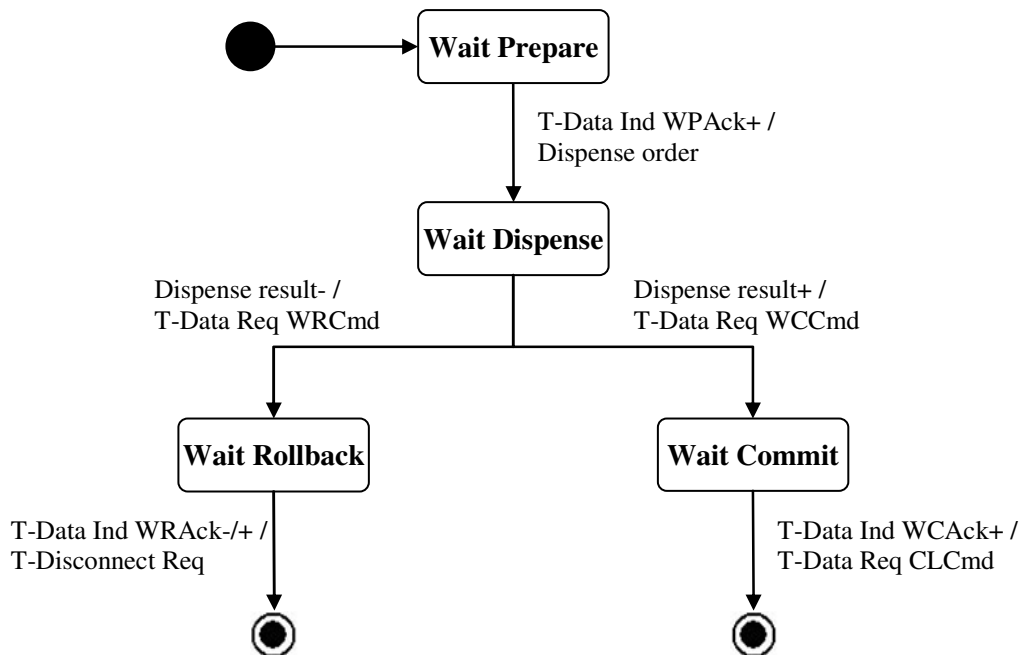 Wait Prepare
T-Data Ind WPAck+ /
Dispense order
Wait Dispense
Dispense result- /
T-Data Req WRCmd
Dispense result+ /
T-Data Req WCCmd
Wait Rollback
Wait Commit
T-Data Ind WRAck-/+ /
T-Disconnect Req
T-Data Ind WCAck+ /
T-Data Req CLCmd